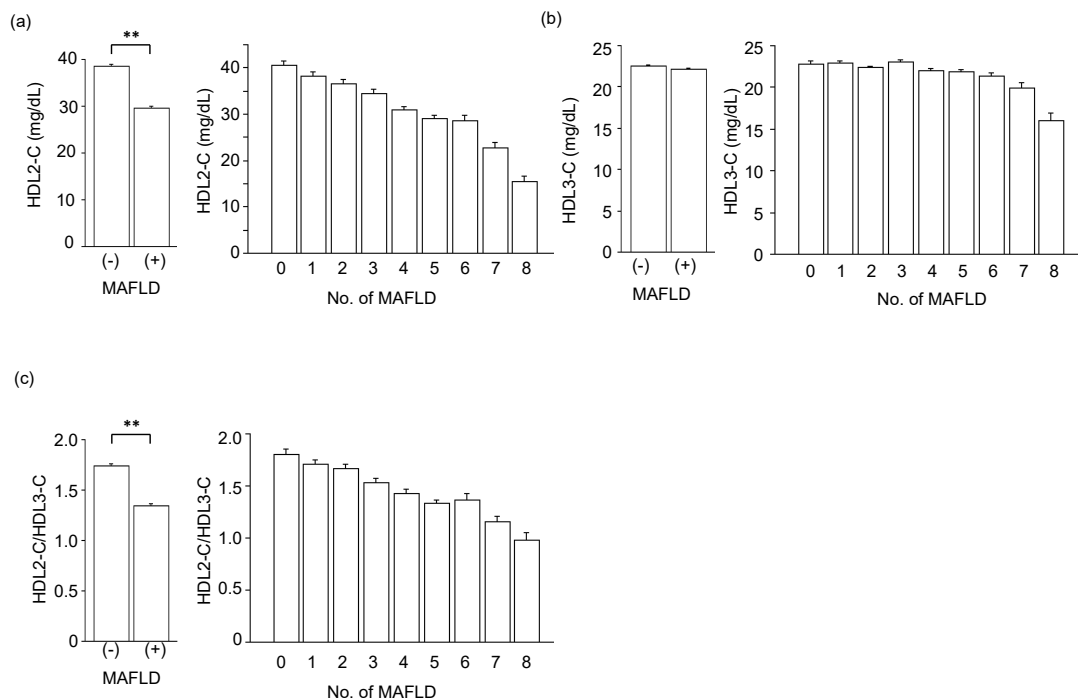 (a)
**
40
30
20
10
0
HDL2-C (mg/dL)
(-) (+)
MAFLD
40
30
20
10
0
HDL2-C (mg/dL)
0 1 2 3 4 5 6 7 8
No. of MAFLD
(b)
25
20
15
10
5
0
HDL3-C (mg/dL)
(-) (+)
MAFLD
25
20
15
10
5
0
HDL3-C (mg/dL)
0 1 2 3 4 5 6 7 8
No. of MAFLD
(c)
**
2.0
1.5
1.0
0.5
0
HDL2-C/HDL3-C
(-) (+)
MAFLD
2.0
1.5
1.0
0.5
0
HDL2-C/HDL3-C
0 1 2 3 4 5 6 7 8
No. of MAFLD